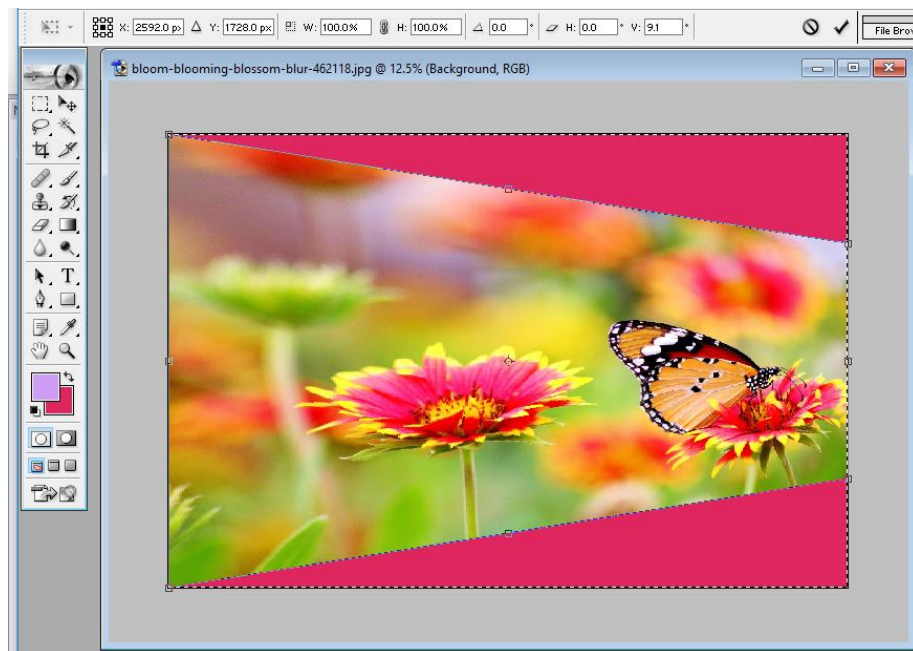 X: 2592.0 p> Δ Y: 1728.0 px W: 100.0% H: 100.0% 0.0 ° H: 0.0 ° V: 9.1 °
File Brow
bloom-blooming-blossom-blur-462118.jpg @ 12.5% (Background, RGB)
T